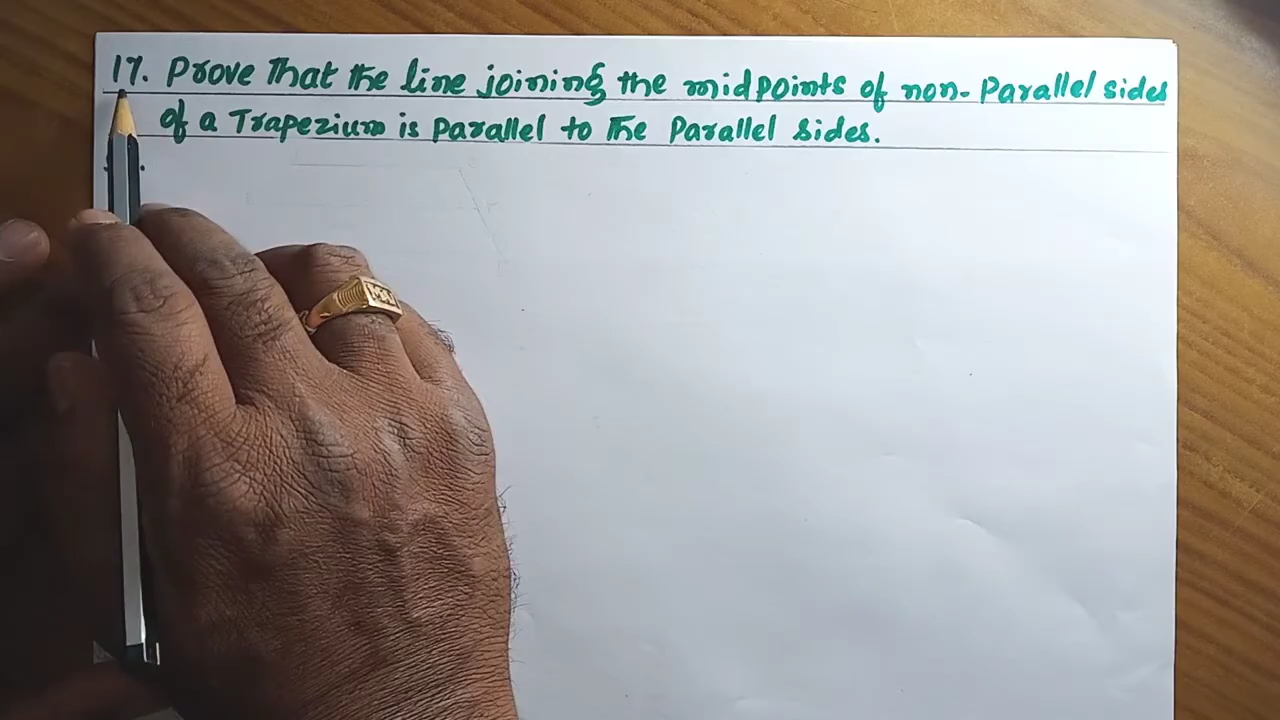 17. Prove That the line joining the midpoints of non-Parallel sides
of a Trapezium is Parallel to The Parallel sides.